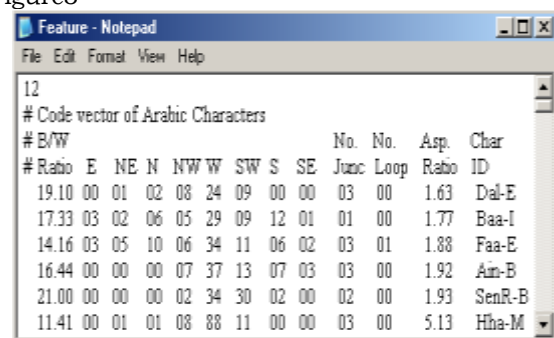 igures
Feature - Notepad
File Edit Format View Help
12
# Code vector of Arabic Characters
# B/W No. No. Asp. Char
# Ratio E NE N NW W SW S SE Junc Loop Ratio ID
19.10 00 01 02 08 24 09 00 00 03 00 1.63 Dal-E
17.33 03 02 06 05 29 09 12 01 01 00 1.77 Baa-I
14.16 03 05 10 06 34 11 06 02 03 01 1.88 Faa-E
16.44 00 00 00 07 37 13 07 03 03 00 1.92 Ain-B
21.00 00 00 00 02 34 30 02 00 02 00 1.93 SenR-B
11.41 00 01 01 08 88 11 00 00 03 00 5.13 Hha-M